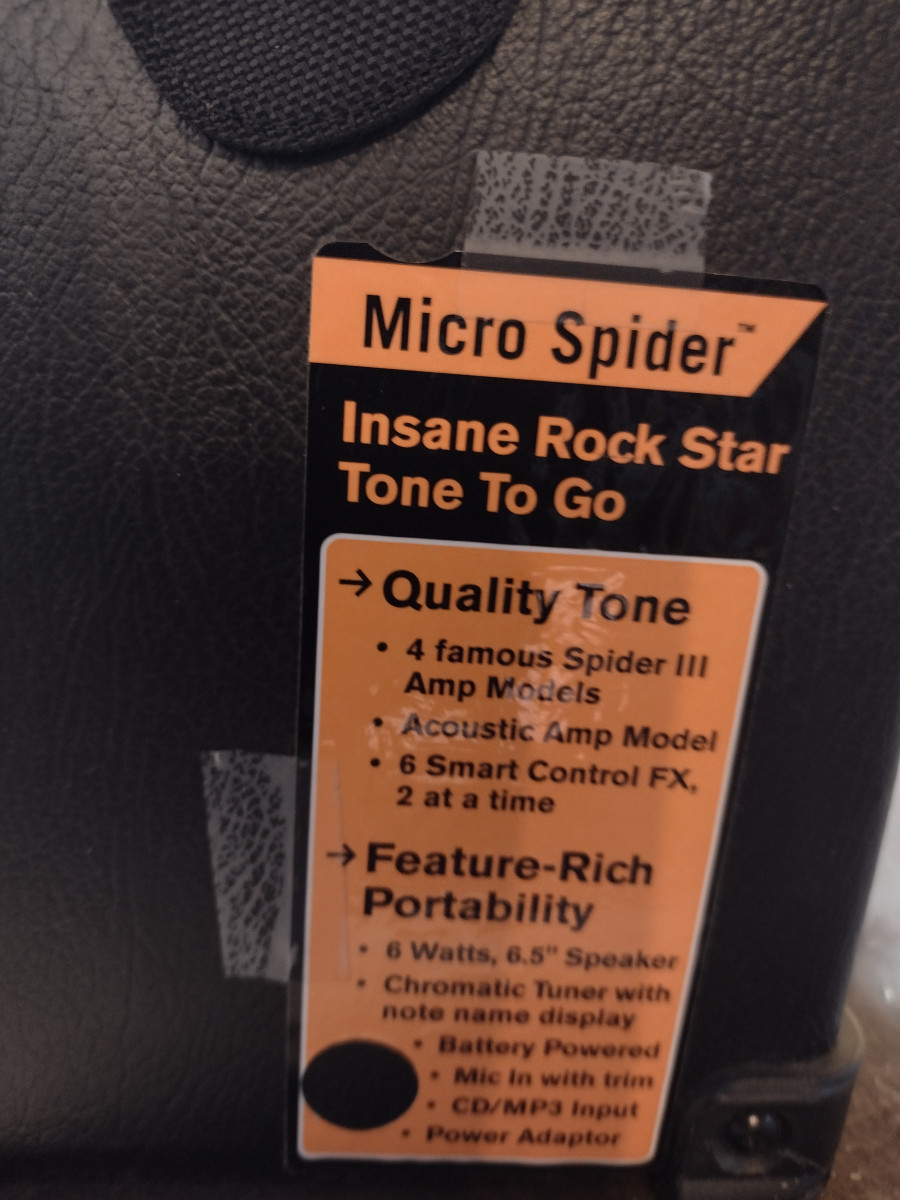 Micro Spider™
Insane Rock Star
Tone To Go
→ Quality Tone
• 4 famous Spider III
Amp Models
• Acoustic Amp Model
• 6 Smart Control FX,
2 at a time
→ Feature-Rich
Portability
• 6 Watts, 6.5" Speaker
• Chromatic Tuner with
note name display
• Battery Powered
• Mic In with trim
• CD/MP3 Input
• Power Adaptor